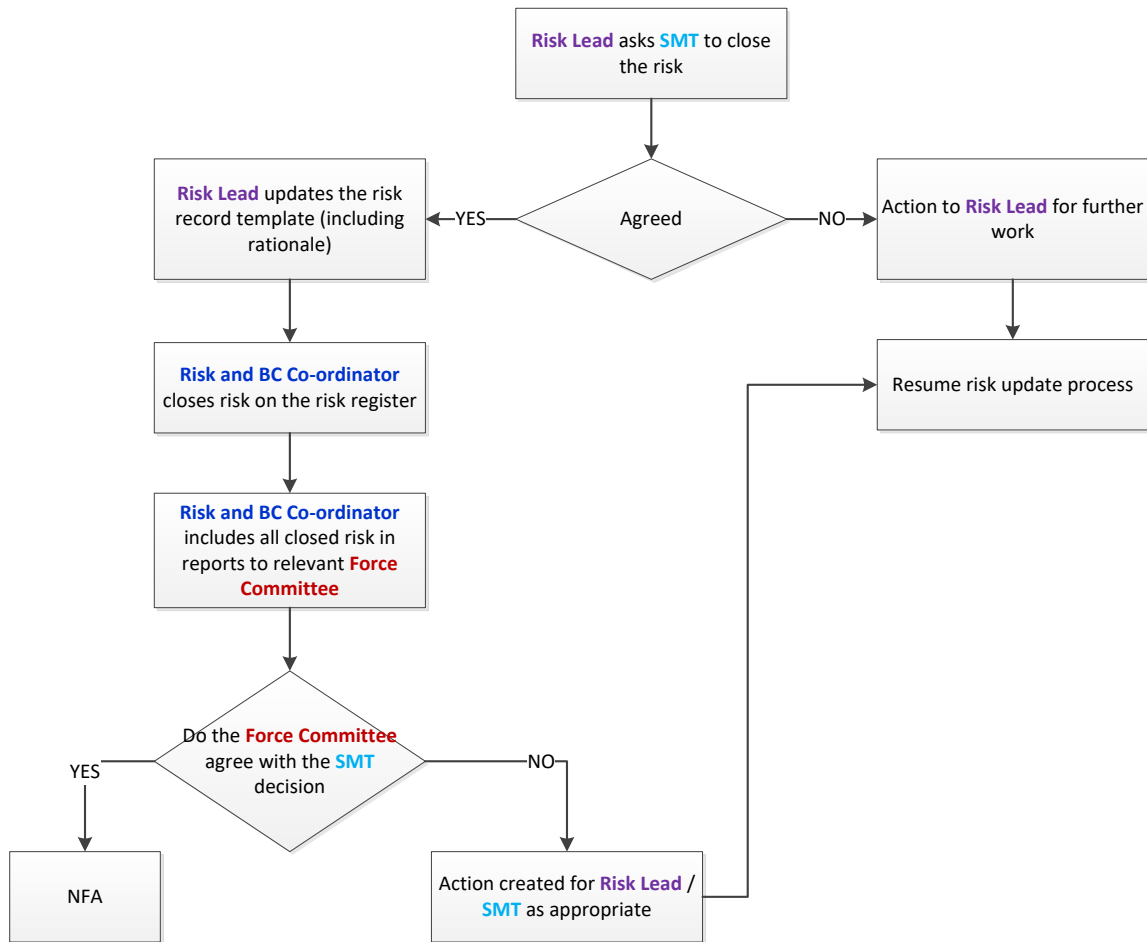 Risk Lead asks SMT to close
the risk
Risk Lead updates the risk
record template (including
rationale)
YES
Agreed
NO
Action to Risk Lead for further
work
Risk and BC Co-ordinator
closes risk on the risk register
Resume risk update process
Risk and BC Co-ordinator
includes all closed risk in
reports to relevant Force
Committee
Do the Force Committee
agree with the SMT
decision
YES
NO
NFA
Action created for Risk Lead /
SMT as appropriate